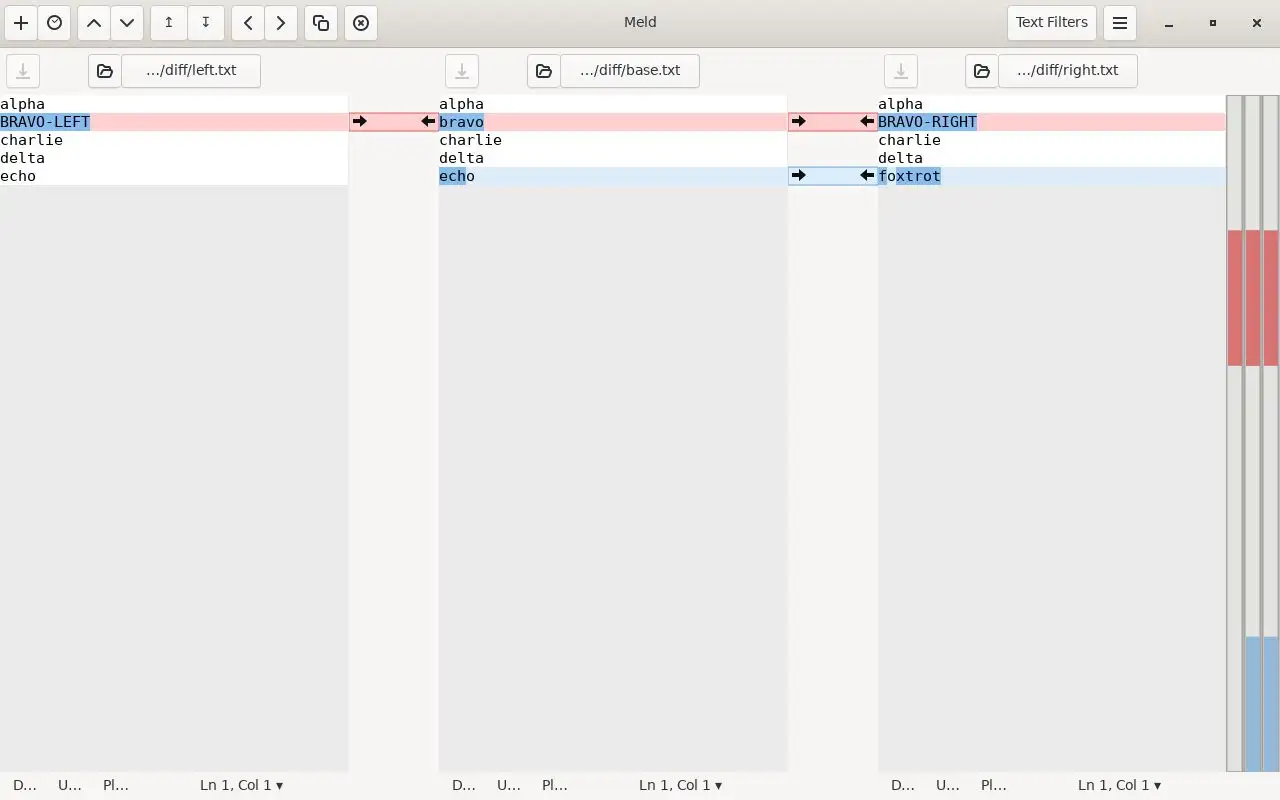 Meld
Text Filters
.../diff/left.txt
.../diff/base.txt
.../diff/right.txt
alpha
BRAVO-LEFT
charlie
delta
echo
alpha
bravo
charlie
delta
echo
alpha
BRAVO-RIGHT
charlie
delta
foxtrot
D... U... Pl... Ln 1, Col 1
D... U... Pl... Ln 1, Col 1
D... U... Pl... Ln 1, Col 1